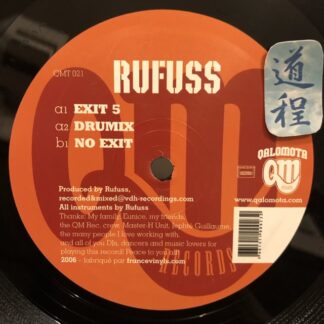 QMT 021
RUFUSS
道程
a1 EXIT 5
a2 DRUMIX
b1 NO EXIT
QALOMOTA
QM
Produced by Rufuss,
recorded&mixed@vdh-recordings.com
All instruments by Rufuss
Thanks: My family, Eunice, my friends,
the QM Rec. crew, Master-H Unit, Jephté Guillaume,
the many people I love working with,
and all of you DJs, dancers and music lovers for
playing this record! Peace to you all!
2006 - fabriqué par francevinyls.com
www.qalomota.com
RECORDS